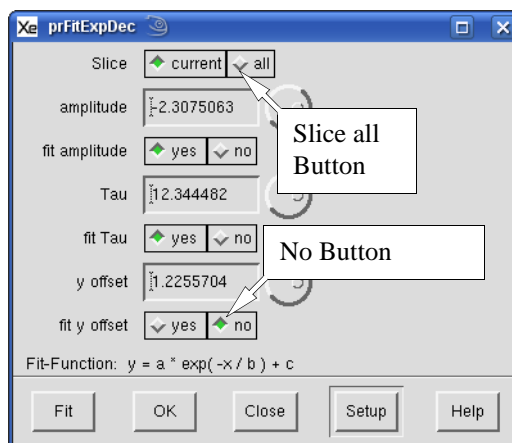 Xe prFitExpDec
Slice current all
amplitude -2.3075063
Slice all
Button
fit amplitude yes no
Tau 12.344482
fit Tau yes no
No Button
y offset 1.2255704
fit y offset yes no
Fit-Function: y = a * exp( -x / b ) + c
Fit OK Close Setup Help